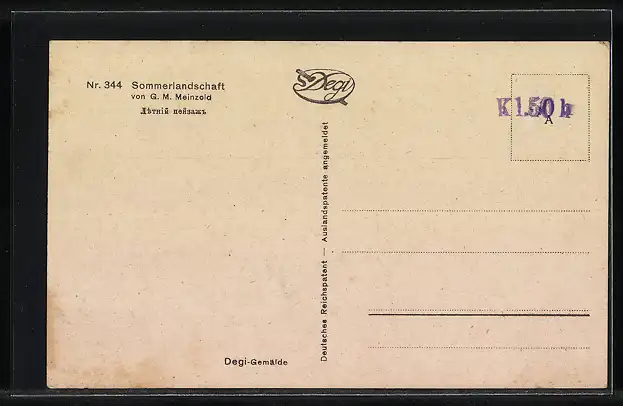 Nr. 344 Sommerlandschaft
von G. M. Meinzold
Лѣтній пейзажъ
Degi
K 1.50 h
A
Deutsches Reichspatent — Auslandspatente angemeldet
Degi-Gemälde